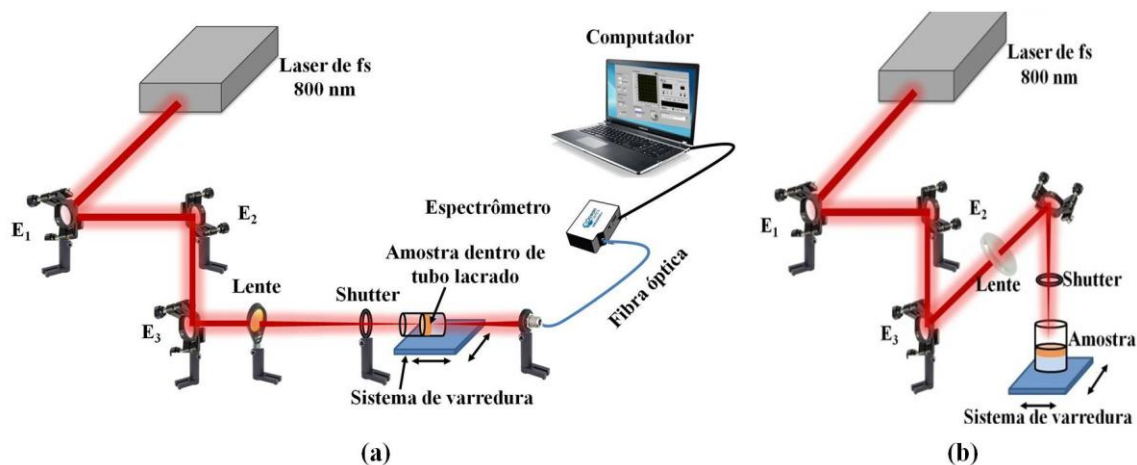 Laser de fs
800 nm
Computador
Espectrômetro
Amostra dentro de
tubo lacrado
Fibra óptica
E1
E2
E3
Lente
Shutter
Sistema de varredura
(a)
Laser de fs
800 nm
E1
E2
E3
Lente
Shutter
Amostra
Sistema de varredura
(b)